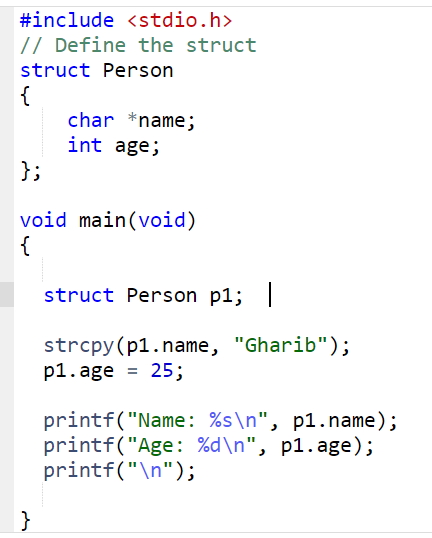 #include <stdio.h>
// Define the struct
struct Person
{
    char *name;
    int age;
};

void main(void)
{

  struct Person p1;

  strcpy(p1.name, "Gharib");
  p1.age = 25;

  printf("Name: %s\n", p1.name);
  printf("Age: %d\n", p1.age);
  printf("\n");

}